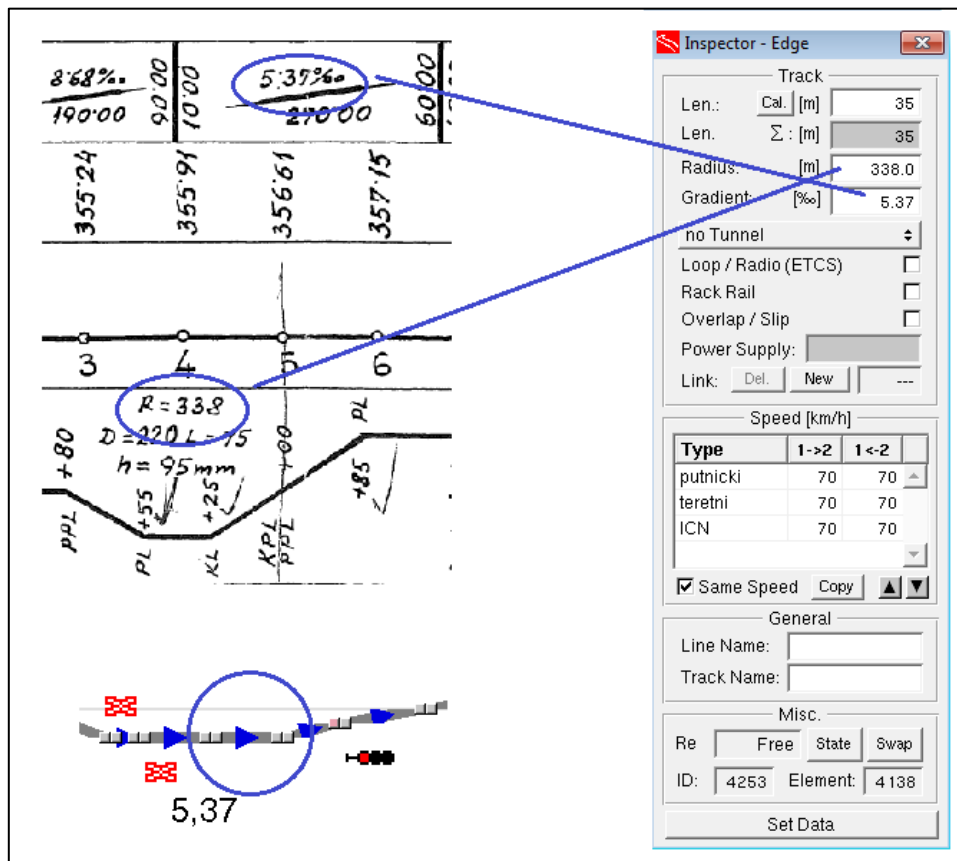 8.68‰
190.00
60.00
10.00
5.37‰
270.00
60.00
355.24
355.91
356.61
357.15
3
4
5
6
R = 338
D = 220 L = 75
h = 95 mm
+80
+55
+25
+00
+85
PPL
PL
KL
KPL
PPL
PL
5,37
Inspector - Edge
Track
Len.: Cal. [m] 35
Len. Σ : [m] 35
Radius: [m] 338.0
Gradient: [‰] 5.37
no Tunnel
Loop / Radio (ETCS)
Rack Rail
Overlap / Slip
Power Supply:
Link: Del. New ---
Speed [km/h]
Type 1->2 1<-2
putnicki 70 70
teretni 70 70
ICN 70 70
Same Speed Copy
General
Line Name:
Track Name:
Misc.
Re Free State Swap
ID: 4253 Element: 4138
Set Data